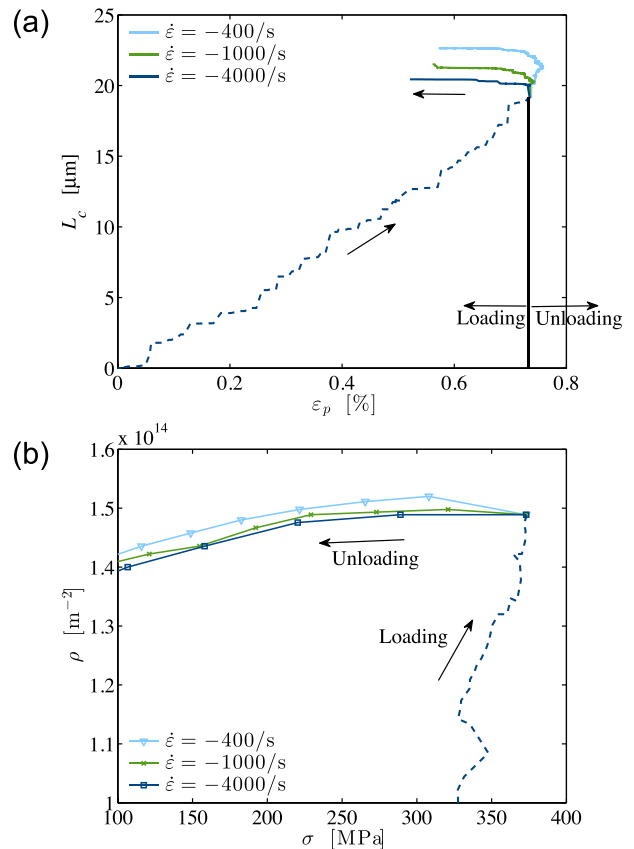 (a)
ε̇ = −400/s
ε̇ = −1000/s
ε̇ = −4000/s
25
20
15
10
5
0
L_c [μm]
Loading
Unloading
0
0.2
0.4
0.6
0.8
ε_p [%]
(b)
x 10^14
1.6
1.5
1.4
1.3
1.2
1.1
1
ρ [m^−2]
Unloading
Loading
ε̇ = −400/s
ε̇ = −1000/s
ε̇ = −4000/s
100
150
200
250
300
350
400
σ [MPa]